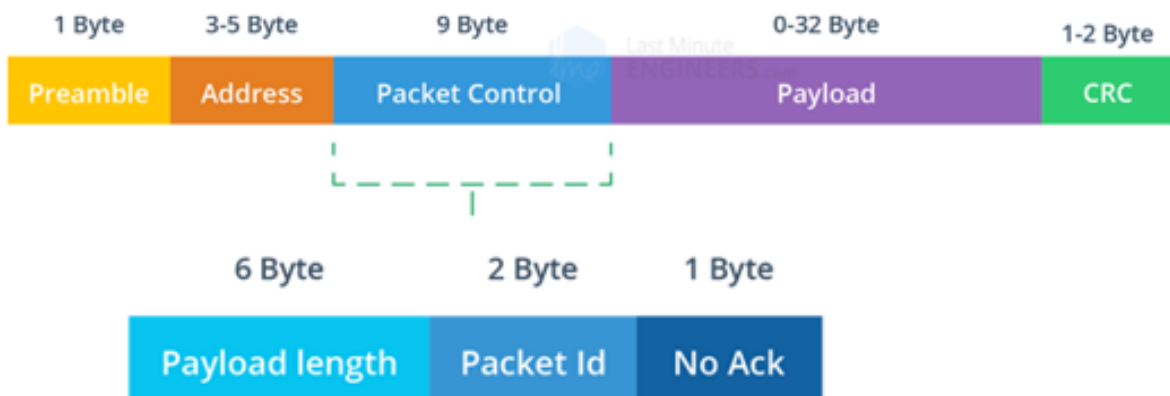 1 Byte 3-5 Byte 9 Byte 0-32 Byte 1-2 Byte
Last Minute
ENGINEERS.com
Preamble Address Packet Control Payload CRC
6 Byte 2 Byte 1 Byte
Payload length Packet Id No Ack